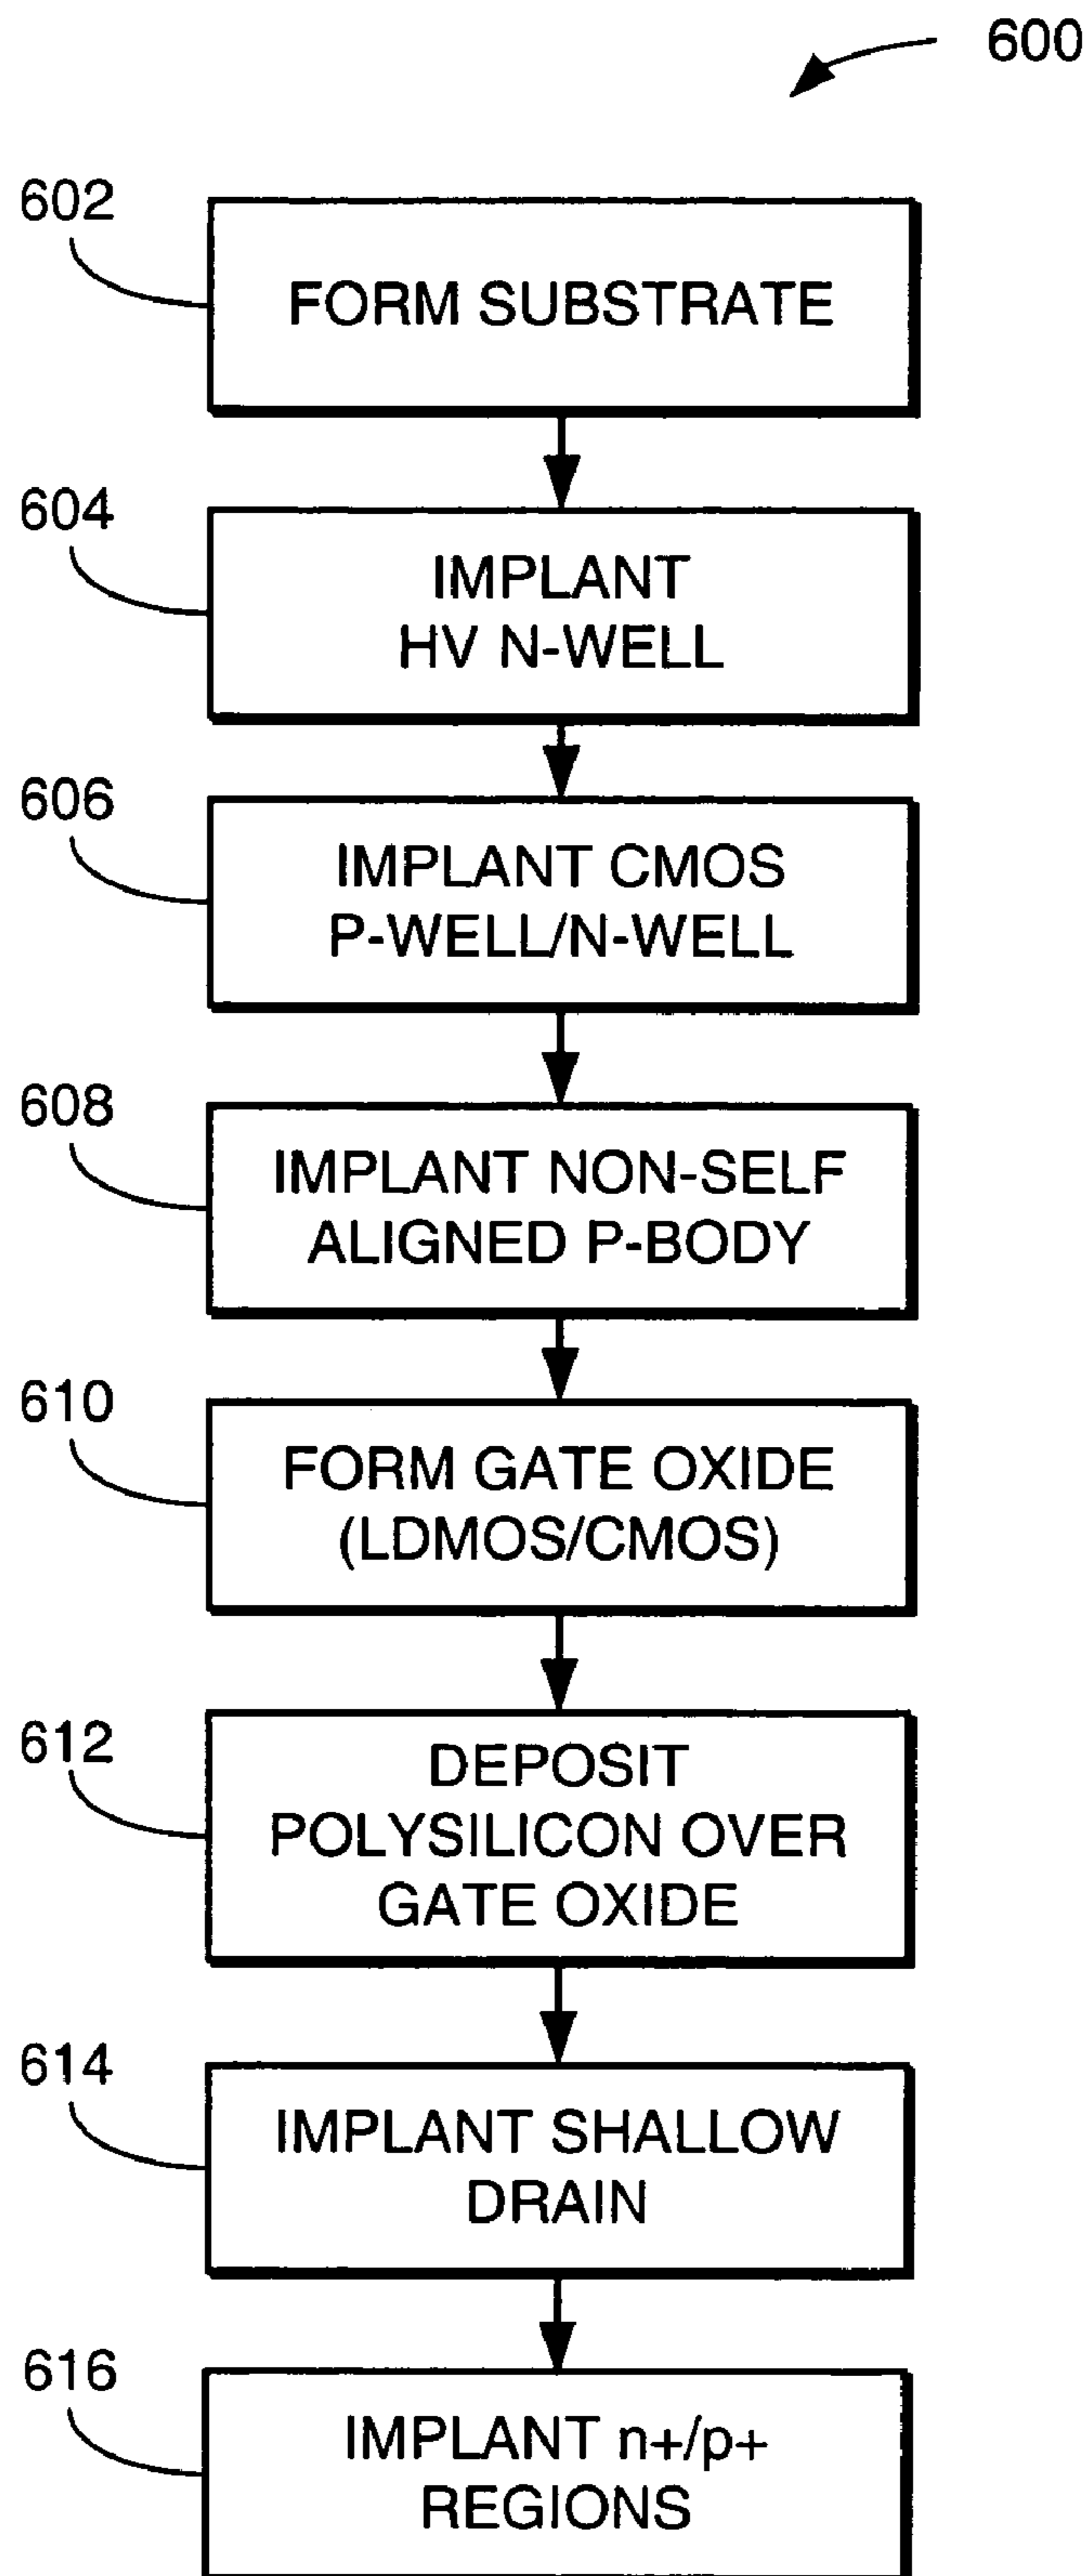 600
602
FORM SUBSTRATE
604
IMPLANT
HV N-WELL
606
IMPLANT CMOS
P-WELL/N-WELL
608
IMPLANT NON-SELF
ALIGNED P-BODY
610
FORM GATE OXIDE
(LDMOS/CMOS)
612
DEPOSIT
POLYSILICON OVER
GATE OXIDE
614
IMPLANT SHALLOW
DRAIN
616
IMPLANT n+/p+
REGIONS